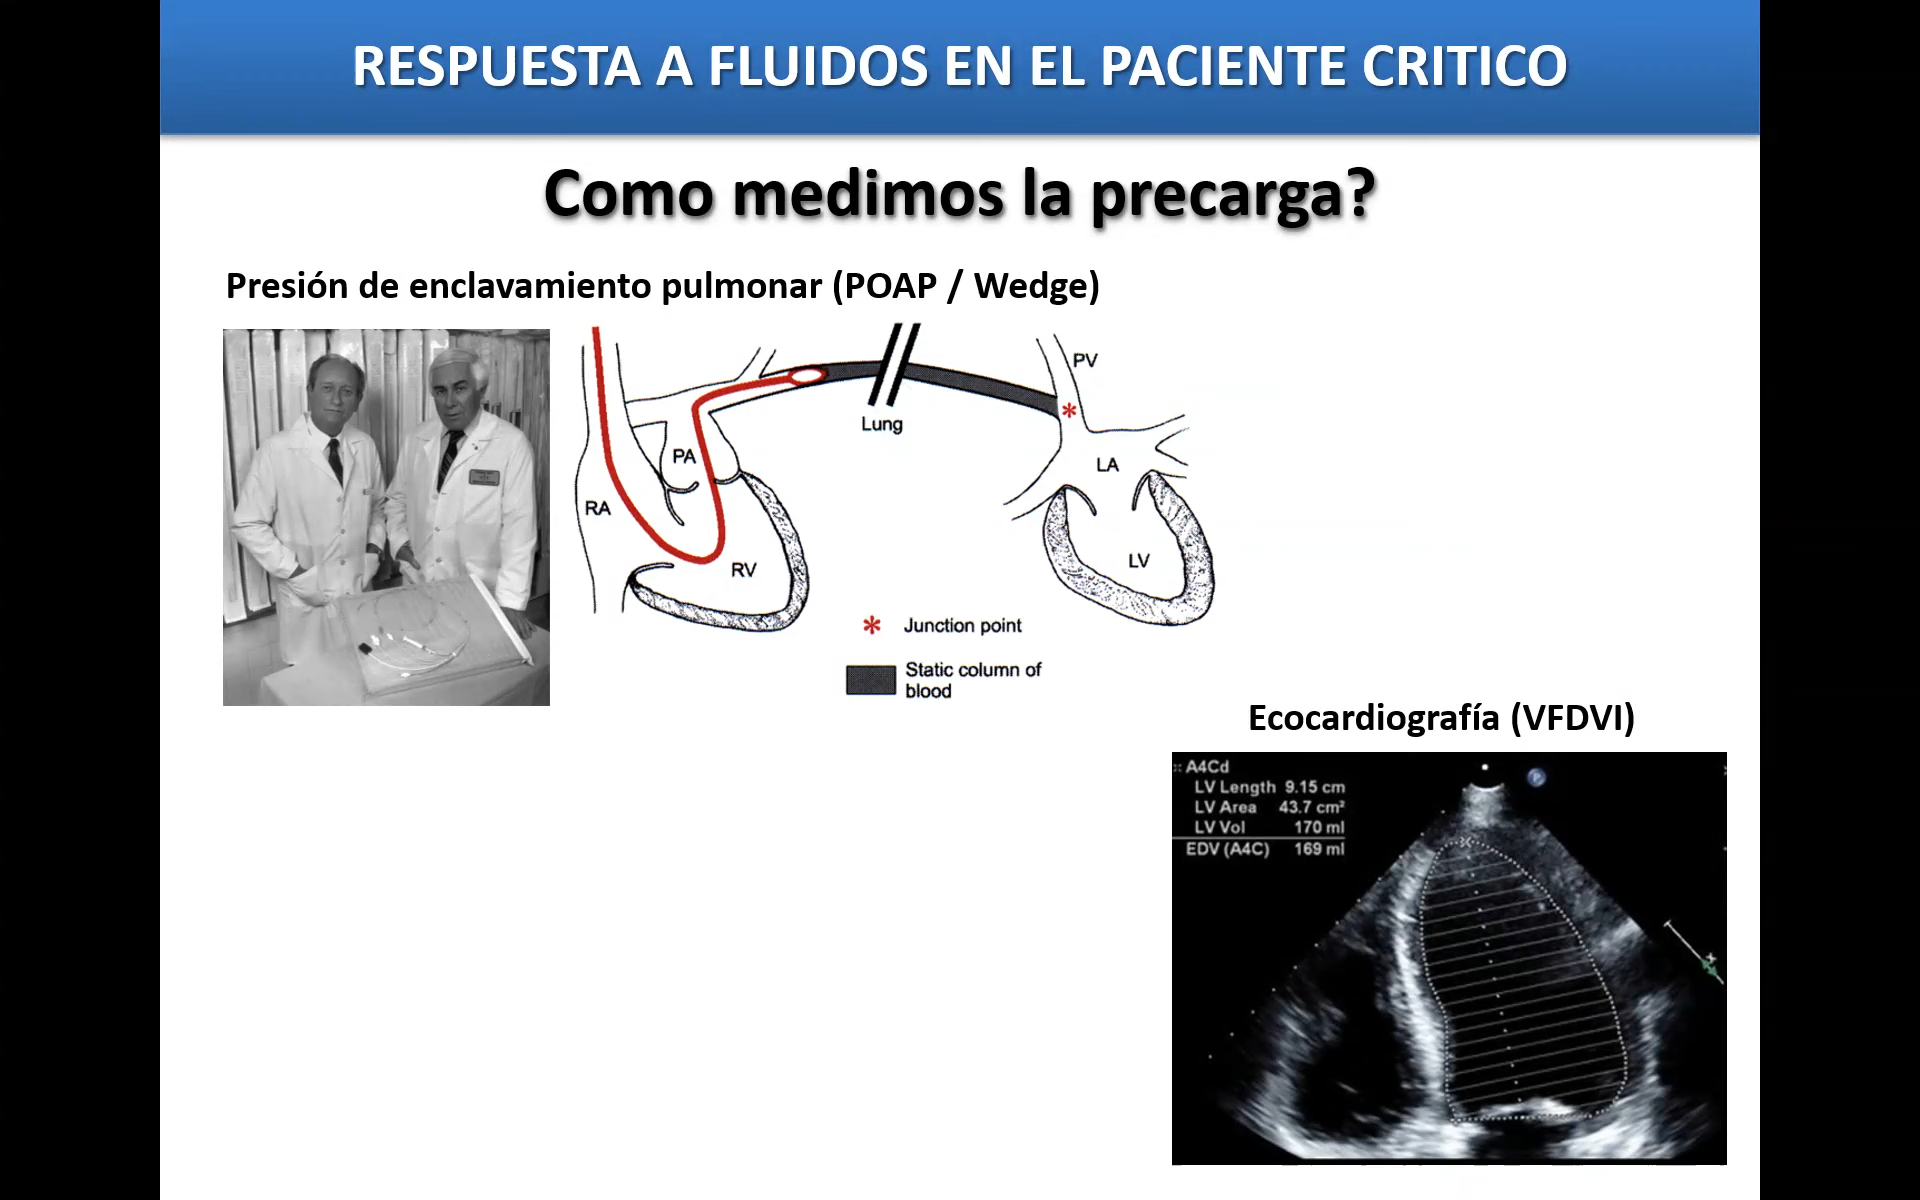 RESPUESTA A FLUIDOS EN EL PACIENTE CRITICO
Como medimos la precarga?
Presión de enclavamiento pulmonar (POAP / Wedge)
PV
Lung
PA
LA
RA
LV
RV
* Junction point
Static column of
blood
Ecocardiografía (VFDVI)
A4Cd
LV Length 9.15 cm
LV Area 43.7 cm²
LV Vol 170 ml
EDV (A4C) 169 ml
P